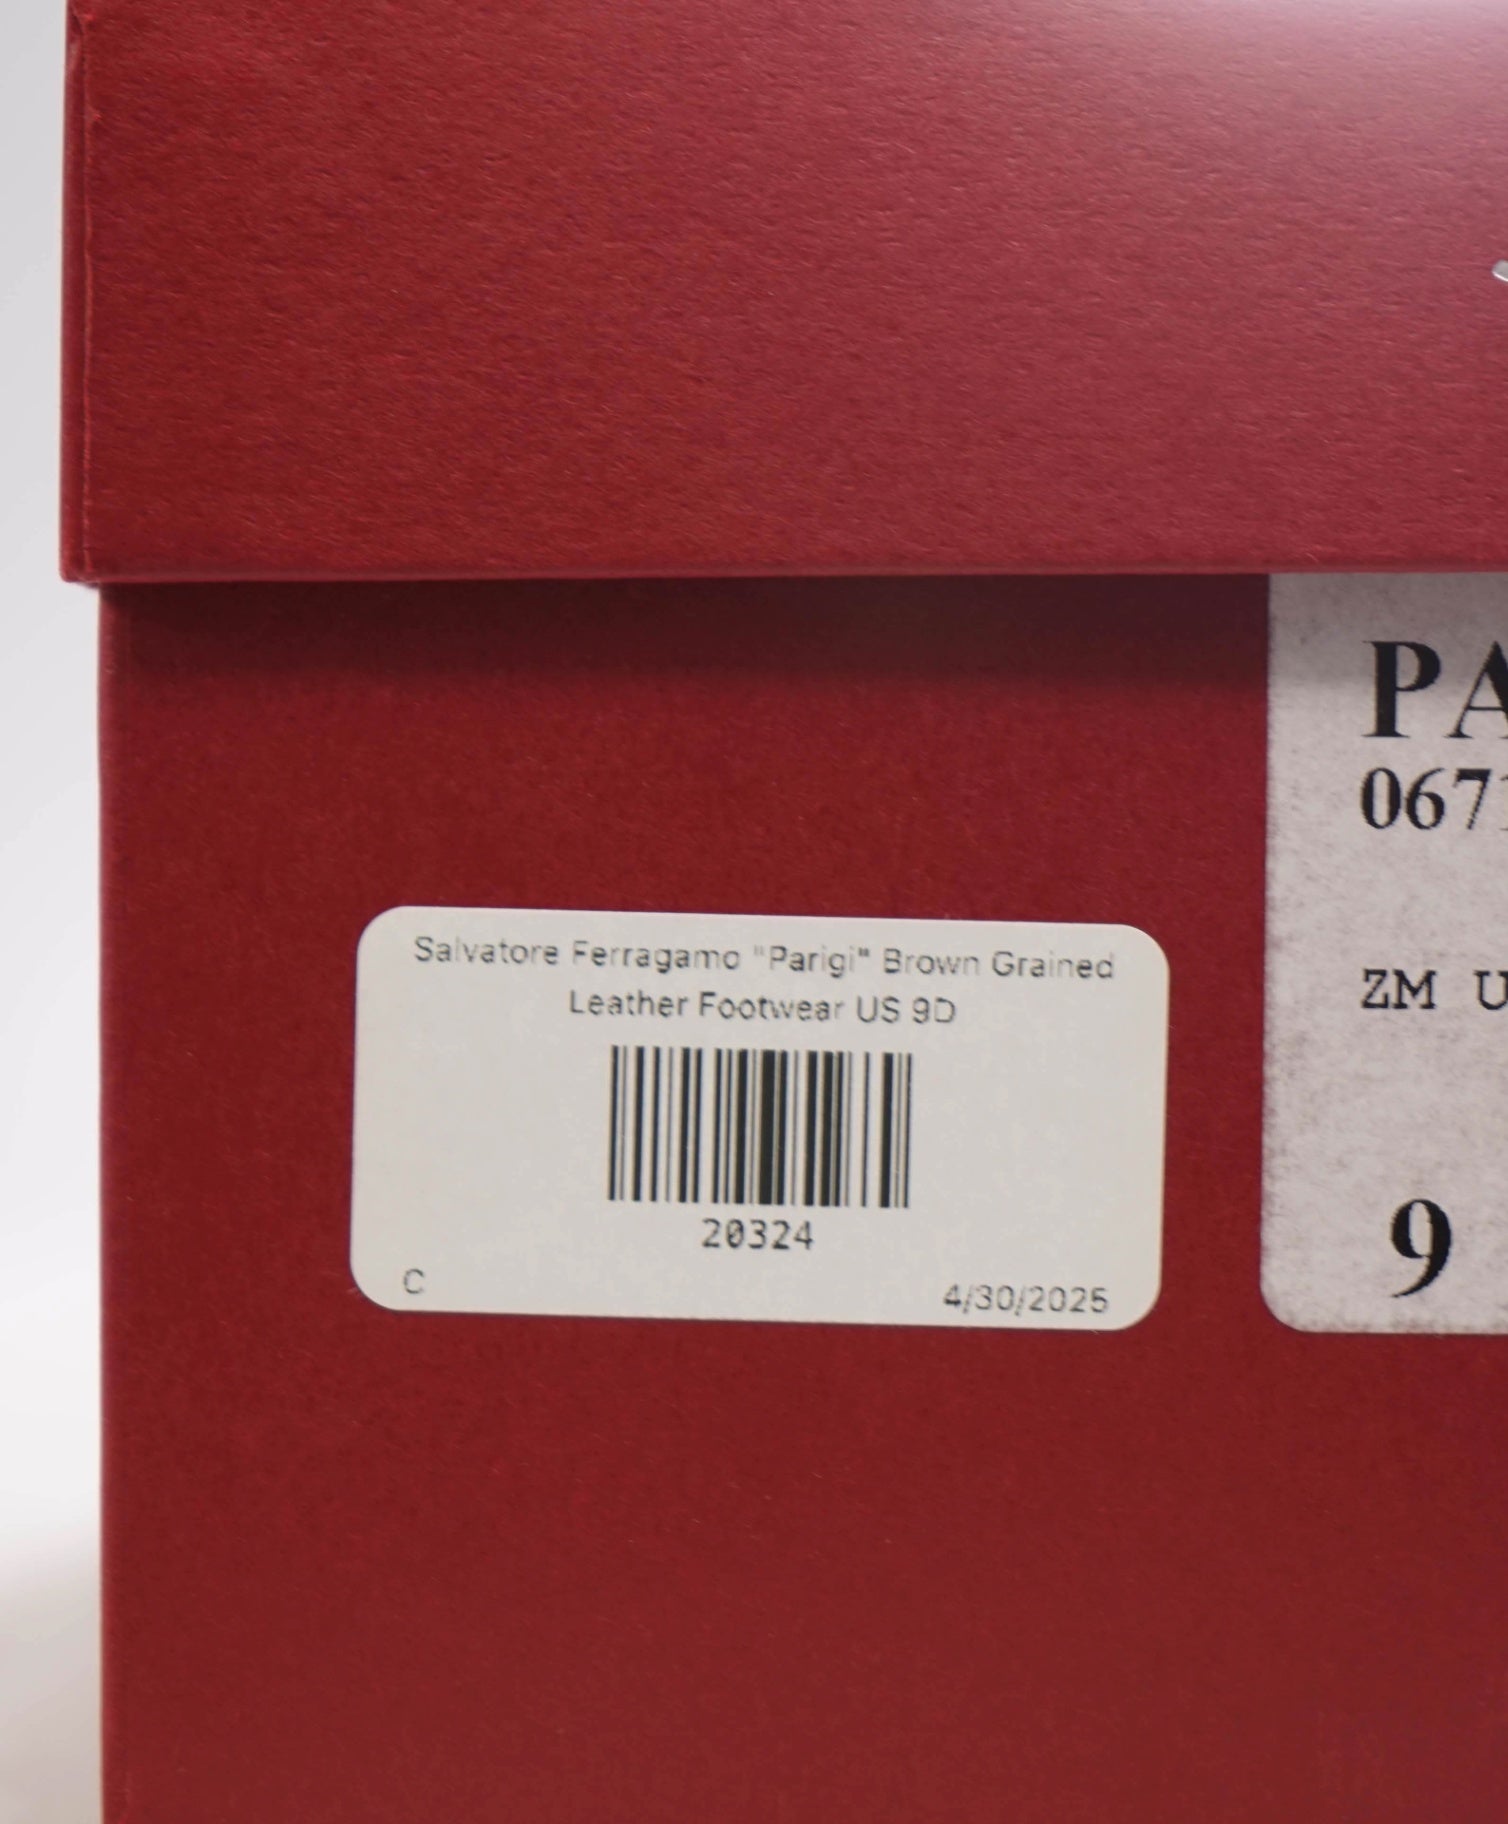 Salvatore Ferragamo "Parigi" Brown Grained
Leather Footwear US 9D
20324
C
4/30/2025
PA
067
ZM U
9